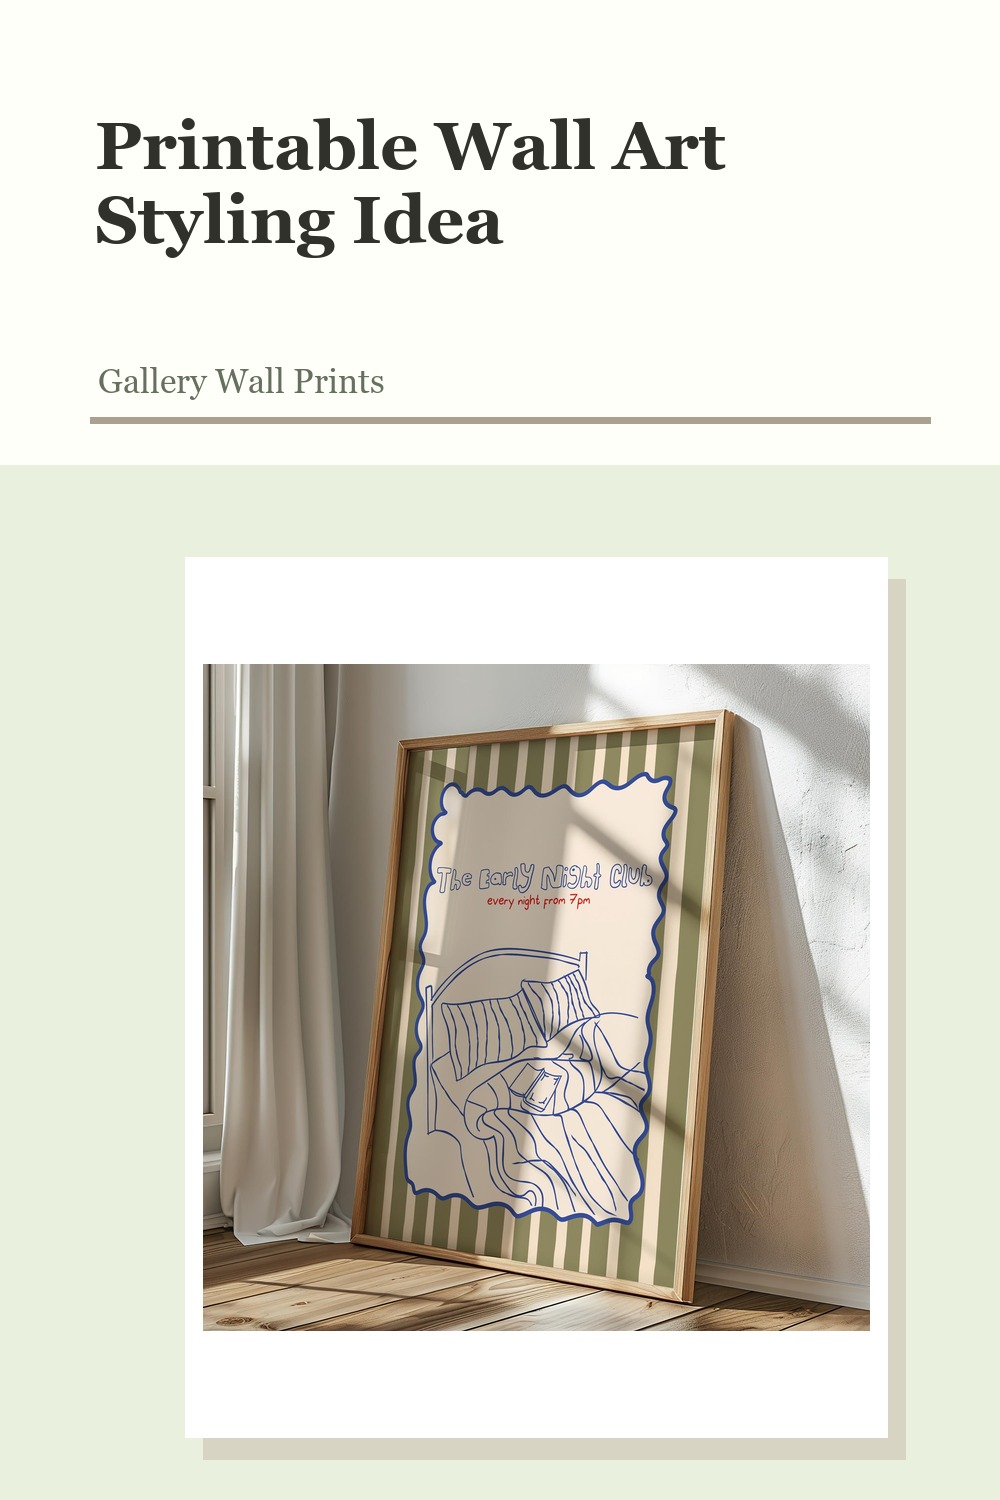 Printable Wall Art
Styling Idea
Gallery Wall Prints
The Early Night Club
every night from 7pm